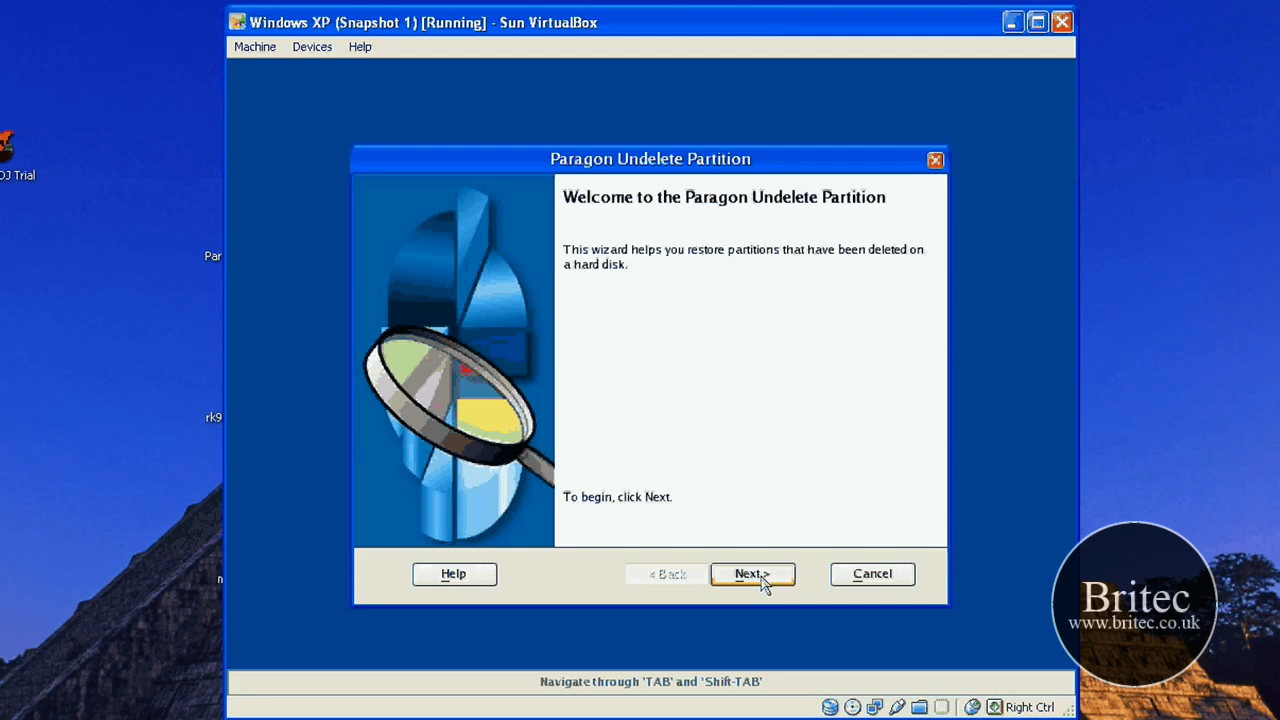 Windows XP (Snapshot 1) [Running] - Sun VirtualBox
Machine Devices Help
OJ Trial
Par
rk9
n
Paragon Undelete Partition
Welcome to the Paragon Undelete Partition
This wizard helps you restore partitions that have been deleted on
a hard disk.
To begin, click Next.
Help
< Back
Next >
Cancel
Navigate through 'TAB' and 'Shift-TAB'
Right Ctrl
Britec
www.britec.co.uk